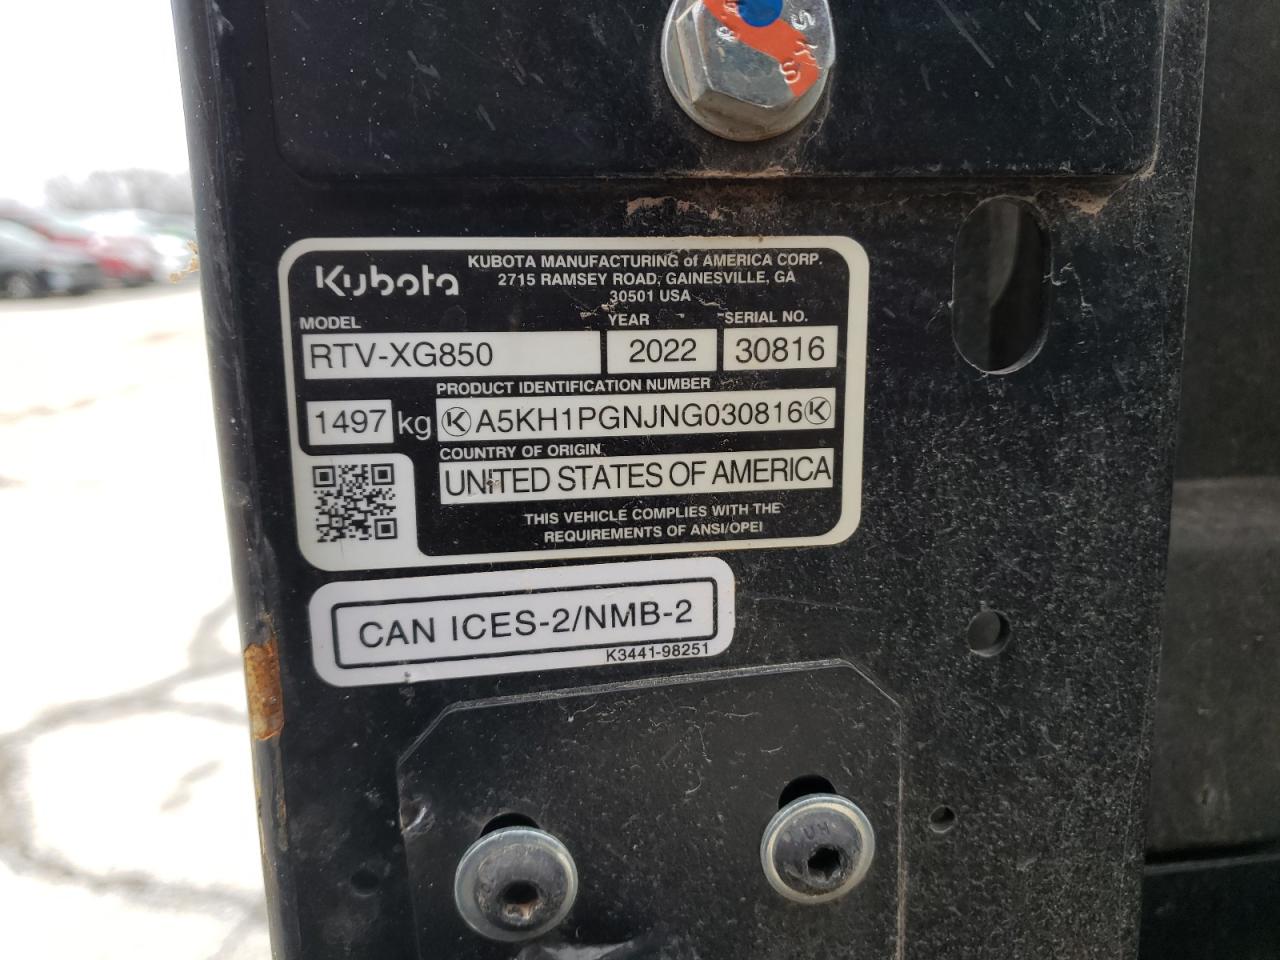 Kubota
KUBOTA MANUFACTURING of AMERICA CORP.
2715 RAMSEY ROAD, GAINESVILLE, GA
30501 USA
MODEL
YEAR
SERIAL NO.
RTV-XG850
2022
30816
PRODUCT IDENTIFICATION NUMBER
1497 kg
K A5KH1PGNJNG030816 K
COUNTRY OF ORIGIN
UNITED STATES OF AMERICA
THIS VEHICLE COMPLIES WITH THE
REQUIREMENTS OF ANSI/OPEI
CAN ICES-2/NMB-2
K3441-98251